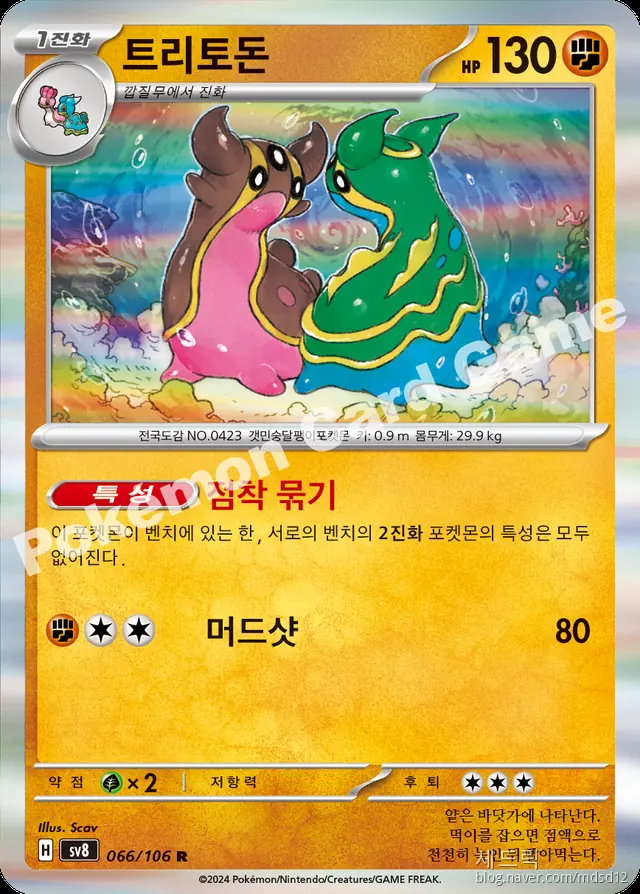 1진화
트리토돈
HP 130
깝질무에서 진화
전국도감 NO.0423 갯민숭달팽이포켓몬 키: 0.9 m 몸무게: 29.9 kg
특성 점착 묶기
이 포켓몬이 벤치에 있는 한, 서로의 벤치의 2진화 포켓몬의 특성은 모두
없어진다.
머드샷 80
약점 ×2 저항력 후퇴
얕은 바닷가에 나타난다.
먹이를 잡으면 점액으로
천천히 녹인 뒤 핥아먹는다.
Illus. Scav
H sv8 066/106 R
©2024 Pokémon/Nintendo/Creatures/GAME FREAK.
Pokémon Card Game
blog.naver.com/mdsd12